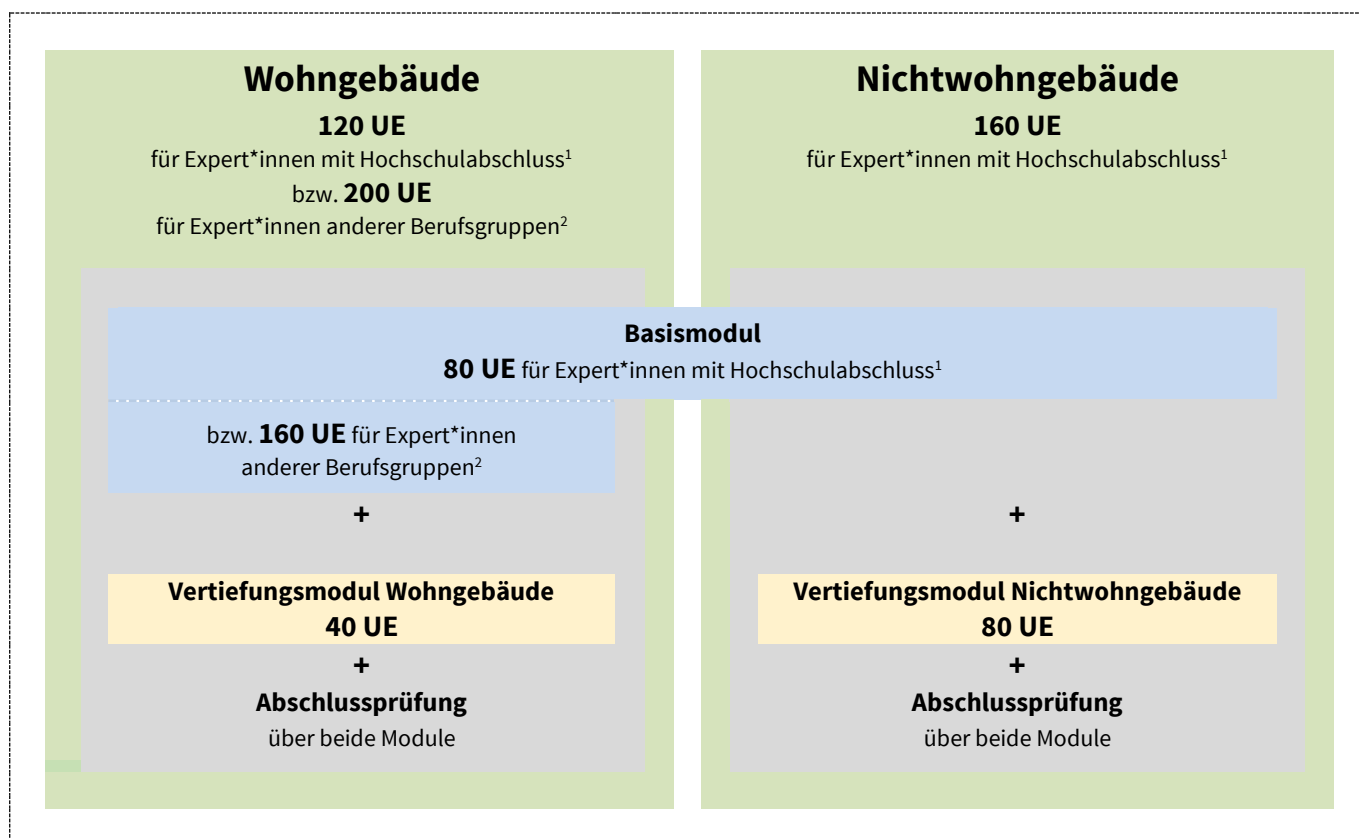 Wohngebäude
120 UE
für Expert*innen mit Hochschulabschluss¹
bzw. 200 UE
für Expert*innen anderer Berufsgruppen²
Nichtwohngebäude
160 UE
für Expert*innen mit Hochschulabschluss¹
Basismodul
80 UE für Expert*innen mit Hochschulabschluss¹
bzw. 160 UE für Expert*innen
anderer Berufsgruppen²
+
+
Vertiefungsmodul Wohngebäude
40 UE
+
Abschlussprüfung
über beide Module
Vertiefungsmodul Nichtwohngebäude
80 UE
+
Abschlussprüfung
über beide Module